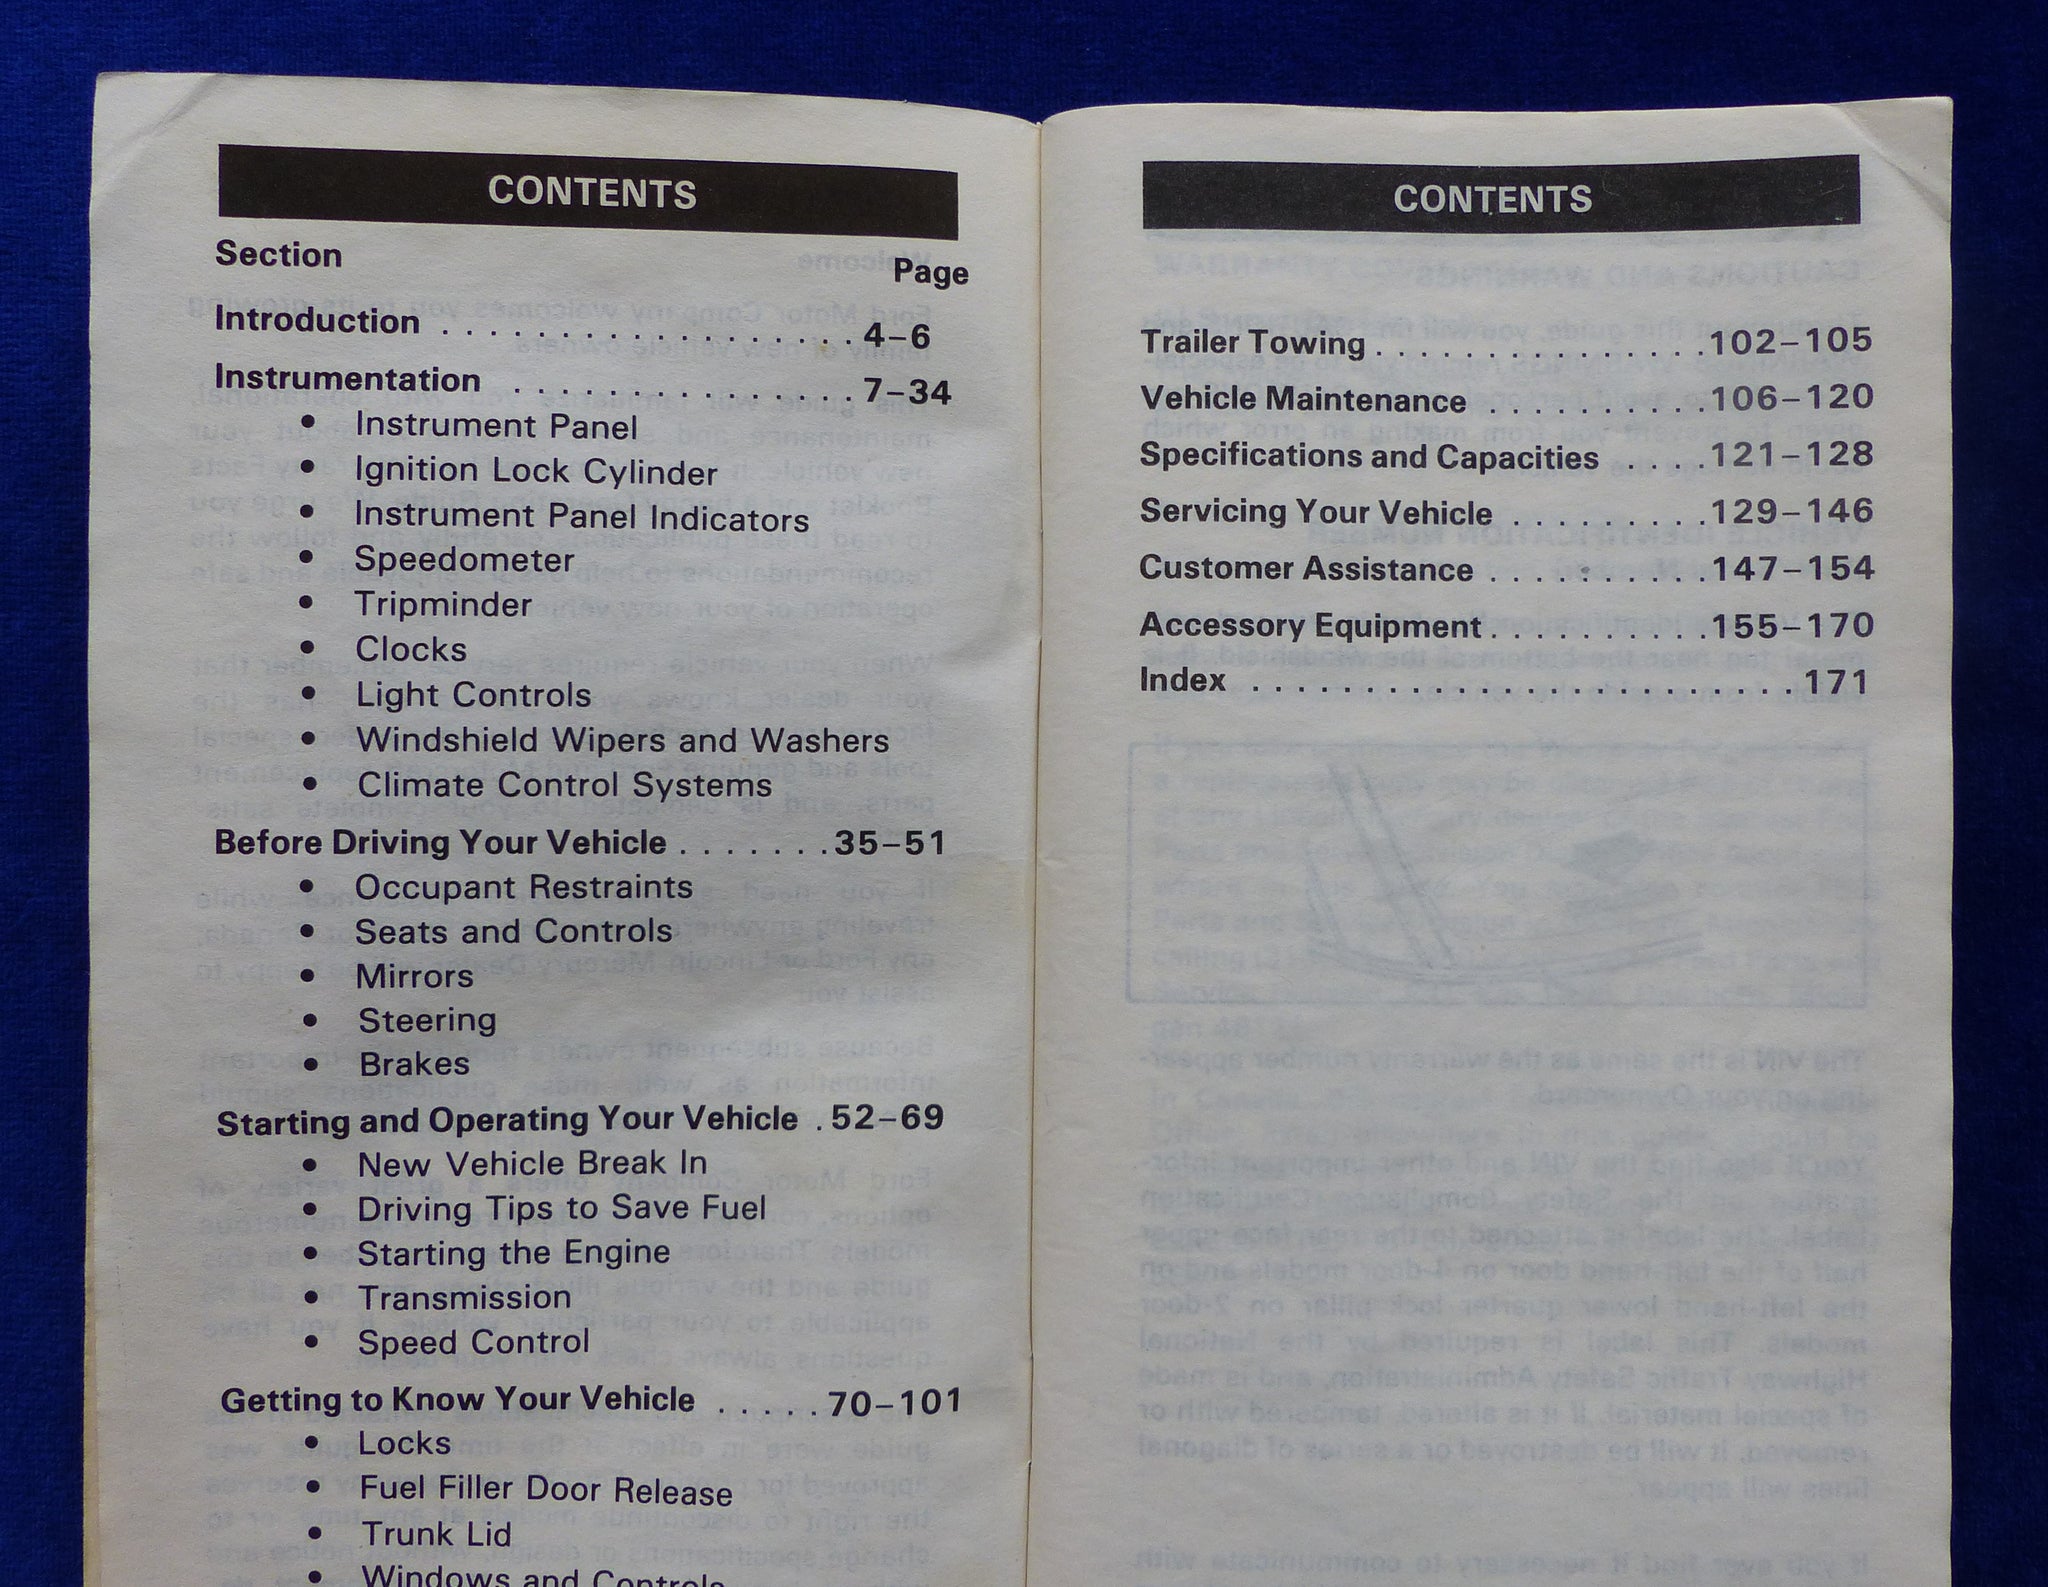 CONTENTS
Section
Page
Introduction . . . . . . . . . . . . . . . . . . 4–6
Instrumentation . . . . . . . . . . . . . . . 7–34
• Instrument Panel
• Ignition Lock Cylinder
• Instrument Panel Indicators
• Speedometer
• Tripminder
• Clocks
• Light Controls
• Windshield Wipers and Washers
• Climate Control Systems
Before Driving Your Vehicle . . . . . . . 35–51
• Occupant Restraints
• Seats and Controls
• Mirrors
• Steering
• Brakes
Starting and Operating Your Vehicle . 52–69
• New Vehicle Break In
• Driving Tips to Save Fuel
• Starting the Engine
• Transmission
• Speed Control
Getting to Know Your Vehicle . . . . . 70–101
• Locks
• Fuel Filler Door Release
• Trunk Lid
• Windows and Controls
CONTENTS
Trailer Towing . . . . . . . . . . . . . . . 102–105
Vehicle Maintenance . . . . . . . . . . 106–120
Specifications and Capacities . . . . 121–128
Servicing Your Vehicle . . . . . . . . . 129–146
Customer Assistance . . . . . . . . . . 147–154
Accessory Equipment . . . . . . . . . . 155–170
Index . . . . . . . . . . . . . . . . . . . . . . . . 171